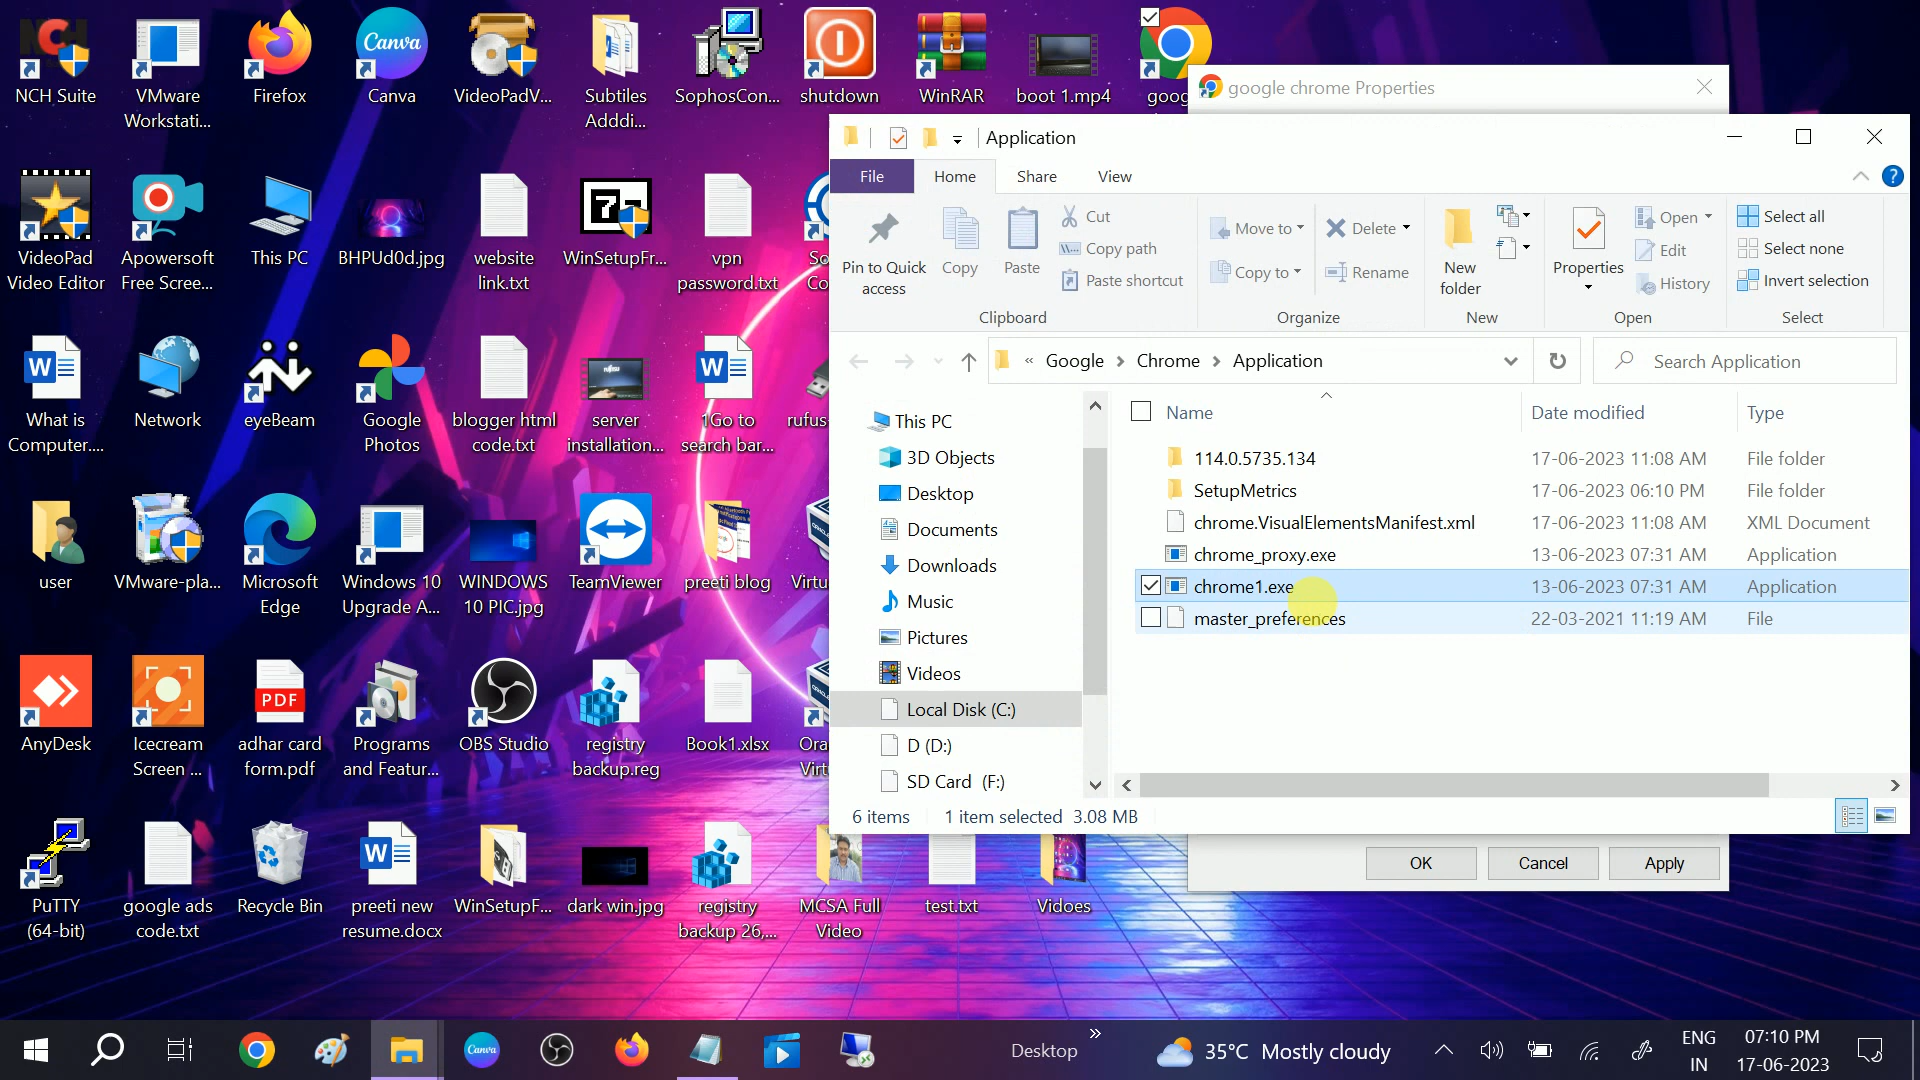 NCH Suite
VMware
Workstati...
Firefox
Canva
Canva
VideoPadV...
Subtiles
Adddi...
SophosCon...
shutdown
WinRAR
boot 1.mp4
goog
google chrome Properties
Application
File
Home
Share
View
Pin to Quick
access
Copy
Paste
Cut
Copy path
Paste shortcut
Clipboard
Move to
Copy to
Delete
Rename
Organize
New
folder
New
Properties
Open
Edit
History
Open
Select all
Select none
Invert selection
Select
« Google > Chrome > Application
Search Application
This PC
3D Objects
Desktop
Documents
Downloads
Music
Pictures
Videos
Local Disk (C:)
D (D:)
SD Card (F:)
Name
Date modified
Type
114.0.5735.134
17-06-2023 11:08 AM
File folder
SetupMetrics
17-06-2023 06:10 PM
File folder
chrome.VisualElementsManifest.xml
17-06-2023 11:08 AM
XML Document
chrome_proxy.exe
13-06-2023 07:31 AM
Application
chrome1.exe
13-06-2023 07:31 AM
Application
master_preferences
22-03-2021 11:19 AM
File
6 items
1 item selected 3.08 MB
OK
Cancel
Apply
VideoPad
Video Editor
Apowersoft
Free Scree...
This PC
BHPUd0d.jpg
website
link.txt
WinSetupFr...
vpn
password.txt
So
Co
What is
Computer....
Network
eyeBeam
Google
Photos
blogger html
code.txt
server
installation...
1Go to
search bar...
rufus-
user
VMware-pla...
Microsoft
Edge
Windows 10
Upgrade A...
WINDOWS
10 PIC.jpg
TeamViewer
preeti blog
Virtu
AnyDesk
Icecream
Screen ...
PDF
adhar card
form.pdf
Programs
and Featur...
OBS Studio
registry
backup.reg
Book1.xlsx
Ora
Virt
PuTTY
(64-bit)
google ads
code.txt
Recycle Bin
preeti new
resume.docx
WinSetupF...
dark win.jpg
registry
backup 26,...
MCSA Full
Video
test.txt
Vidoes
Canva
Desktop
»
35°C Mostly cloudy
ENG
IN
07:10 PM
17-06-2023